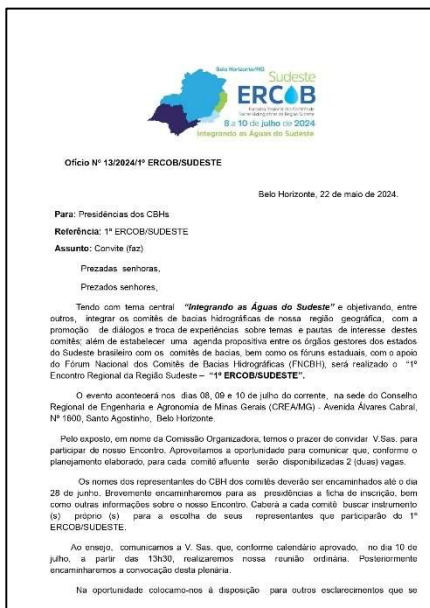 Belo Horizonte/MG
Sudeste
ERCOB
8 a 10 de julho de 2024
Integrando as Águas do Sudeste
Ofício Nº 13/2024/1º ERCOB/SUDESTE
Belo Horizonte, 22 de maio de 2024.
Para: Presidências dos CBHs
Referência: 1º ERCOB/SUDESTE
Assunto: Convite (faz)
Prezadas senhoras,
Prezados senhores,
Tendo com tema central "Integrando as Águas do Sudeste" e objetivando, entre
outros, integrar os comitês de bacias hidrográficas de nossa região geográfica, com a
promoção de diálogos e troca de experiências sobre temas e pautas de interesse destes
comitês; além de estabelecer uma agenda propositiva entre os órgãos gestores dos estados
do Sudeste brasileiro com os comitês de bacias, bem como os fóruns estaduais, com o apoio
do Fórum Nacional dos Comitês de Bacias Hidrográficas (FNCBH), será realizado o "1º
Encontro Regional da Região Sudeste – "1º ERCOB/SUDESTE".
O evento acontecerá nos dias 08, 09 e 10 de julho do corrente, na sede do Conselho
Regional de Engenharia e Agronomia de Minas Gerais (CREA/MG) - Avenida Álvares Cabral,
Nº 1600, Santo Agostinho, Belo Horizonte.
Pelo exposto, em nome da Comissão Organizadora, temos o prazer de convidar V.Sas. para
participar de nosso Encontro. Aproveitamos a oportunidade para comunicar que, conforme o
planejamento elaborado, para cada comitê afluente serão disponibilizadas 2 (duas) vagas.
Os nomes dos representantes do CBH dos comitês deverão ser encaminhados até o dia
28 de junho. Brevemente encaminharemos para as presidências a ficha de inscrição, bem
como outras informações sobre o nosso Encontro. Caberá a cada comitê buscar instrumento
(s) próprio (s) para a escolha de seus representantes que participarão do 1º
ERCOB/SUDESTE.
Ao ensejo, comunicamos a V. Sas, que, conforme calendário aprovado, no dia 10 de
julho, a partir das 13h30, realizaremos nossa reunião ordinária. Posteriormente
encaminharemos a convocação desta plenária.
Na oportunidade colocamo-nos à disposição para outros esclarecimentos que se